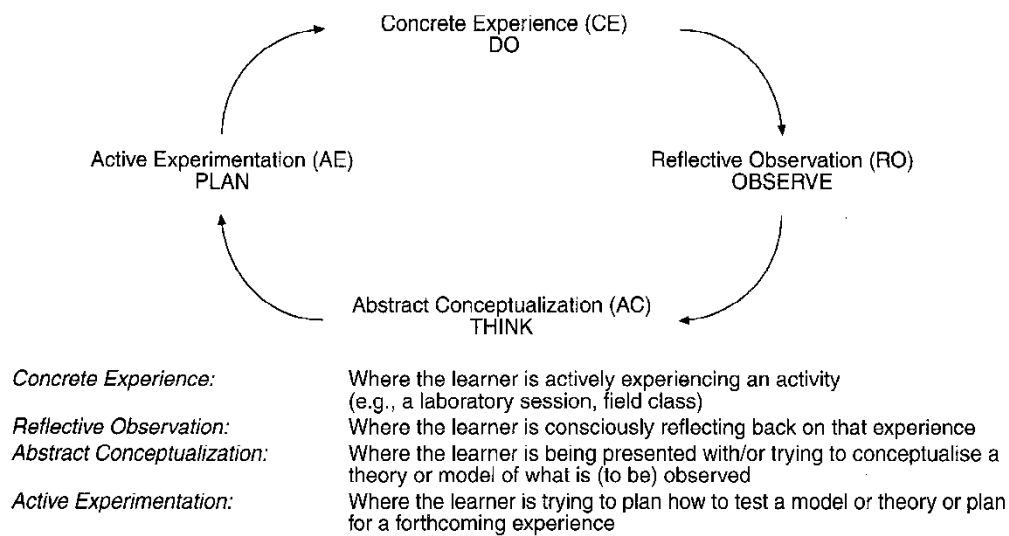 Concrete Experience (CE)
DO
Active Experimentation (AE)
PLAN
Reflective Observation (RO)
OBSERVE
Abstract Conceptualization (AC)
THINK
Concrete Experience: Where the learner is actively experiencing an activity
(e.g., a laboratory session, field class)
Reflective Observation: Where the learner is consciously reflecting back on that experience
Abstract Conceptualization: Where the learner is being presented with/or trying to conceptualise a
theory or model of what is (to be) observed
Active Experimentation: Where the learner is trying to plan how to test a model or theory or plan
for a forthcoming experience